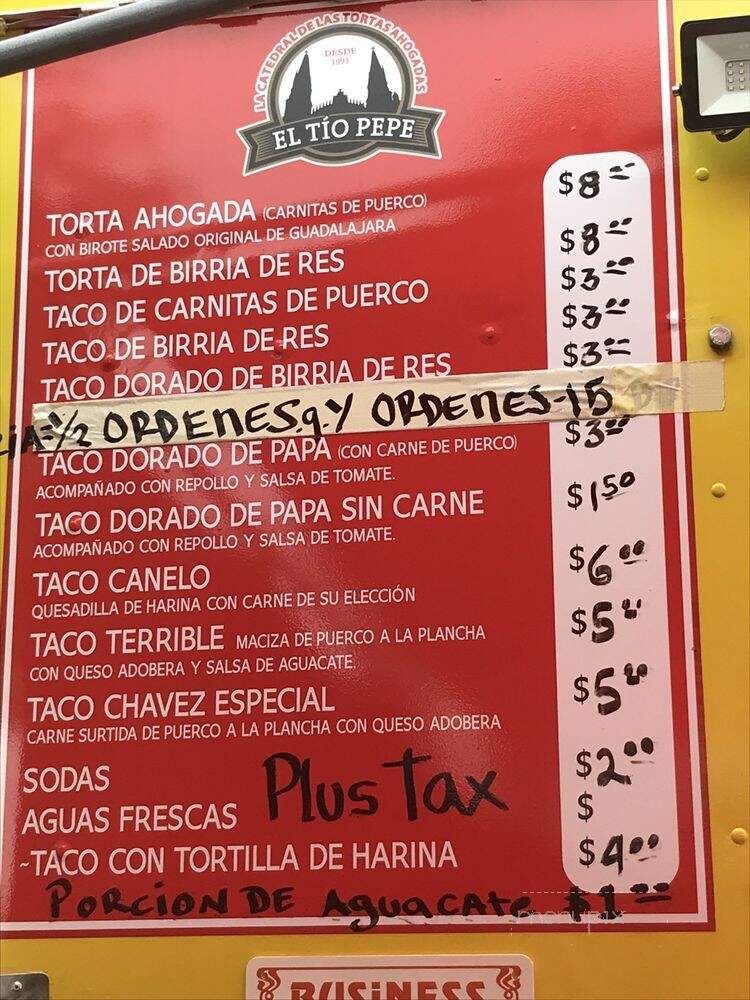 LA CATEDRAL DE LAS TORTAS AHOGADAS
DESDE
1993
EL TÍO PEPE
TORTA AHOGADA (CARNITAS DE PUERCO) $8
CON BIROTE SALADO ORIGINAL DE GUADALAJARA
TORTA DE BIRRIA DE RES $8
TACO DE CARNITAS DE PUERCO $3
TACO DE BIRRIA DE RES $3
TACO DORADO DE BIRRIA DE RES $3
1/2 ORDENES.9.Y ORDENES-15
TACO DORADO DE PAPA (CON CARNE DE PUERCO) $3
ACOMPAÑADO CON REPOLLO Y SALSA DE TOMATE.
TACO DORADO DE PAPA SIN CARNE $1 50
ACOMPAÑADO CON REPOLLO Y SALSA DE TOMATE.
TACO CANELO $6 00
QUESADILLA DE HARINA CON CARNE DE SU ELECCIÓN
TACO TERRIBLE MACIZA DE PUERCO A LA PLANCHA $5
CON QUESO ADOBERA Y SALSA DE AGUACATE.
TACO CHAVEZ ESPECIAL $5
CARNE SURTIDA DE PUERCO A LA PLANCHA CON QUESO ADOBERA
SODAS $2 00
Plus Tax
AGUAS FRESCAS $
~TACO CON TORTILLA DE HARINA $4 00
PORCION DE AguACATe $1
menupix
BUSINESS